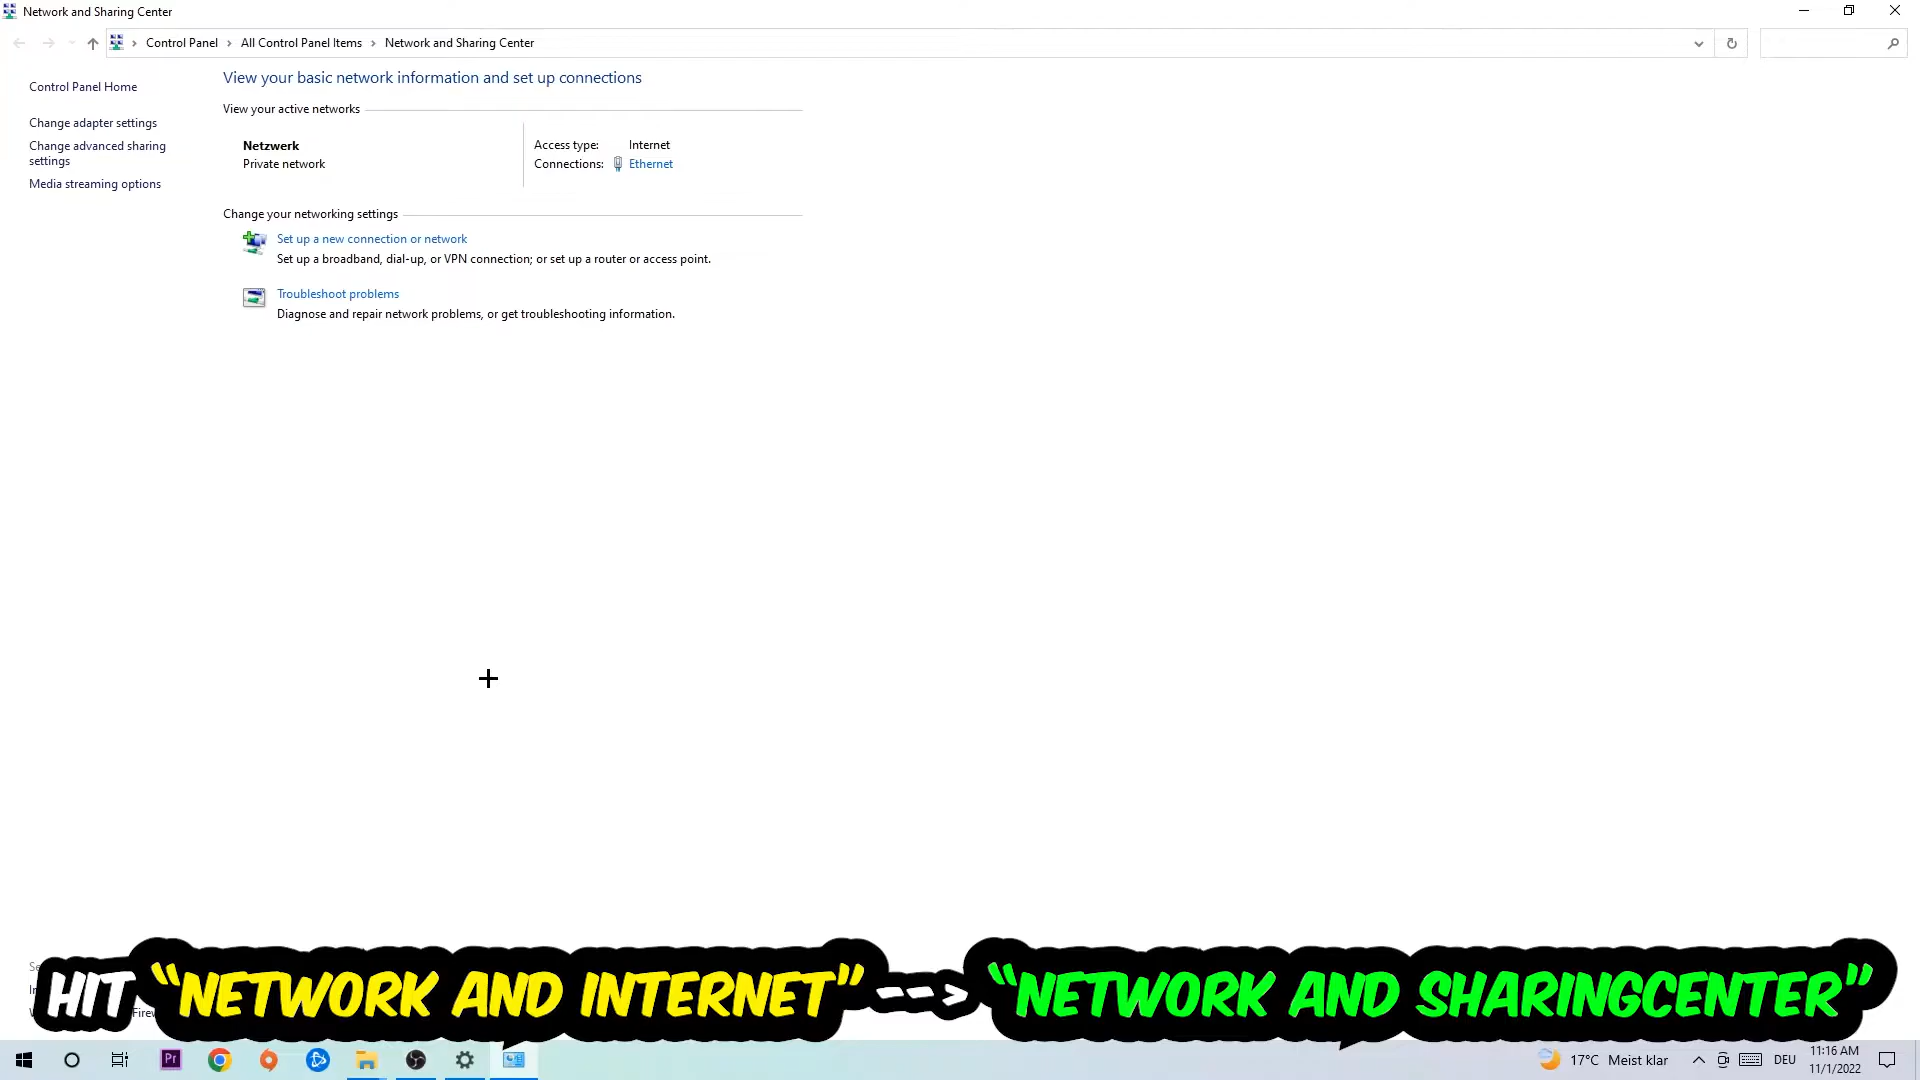 Network and Sharing Center
Control Panel > All Control Panel Items > Network and Sharing Center
Control Panel Home
Change adapter settings
Change advanced sharing
settings
Media streaming options
View your basic network information and set up connections
View your active networks
Netzwerk
Private network
Access type: Internet
Connections: Ethernet
Change your networking settings
Set up a new connection or network
Set up a broadband, dial-up, or VPN connection; or set up a router or access point.
Troubleshoot problems
Diagnose and repair network problems, or get troubleshooting information.
HIT "NETWORK AND INTERNET" ---> "NETWORK AND SHARINGCENTER"
Pr
17°C Meist klar
DEU
11:16 AM
11/1/2022